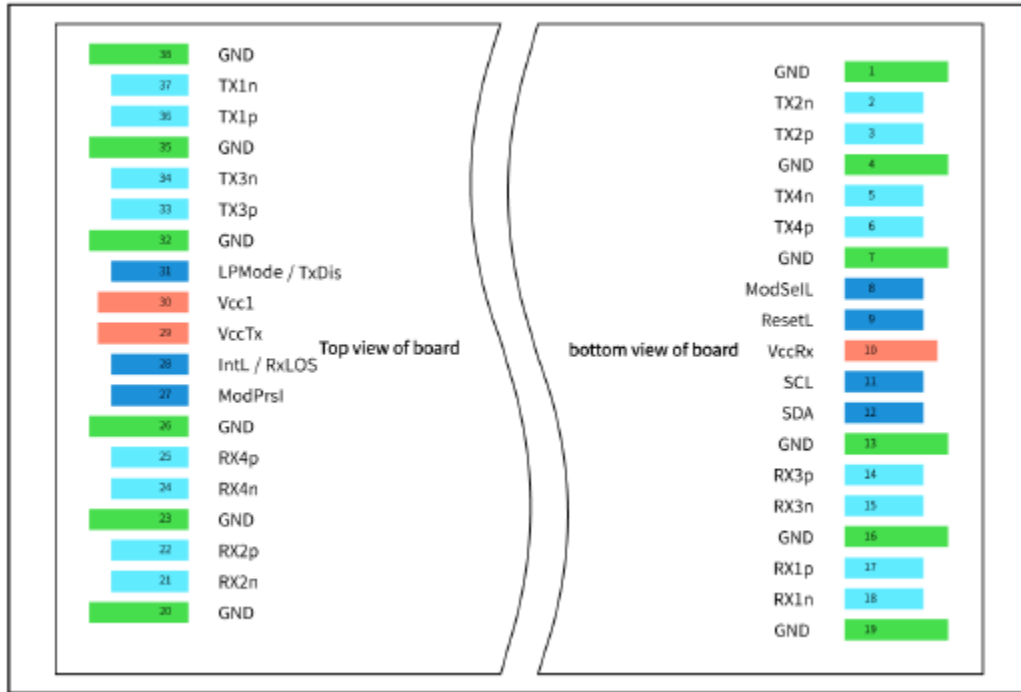 38 GND
37 TX1n
36 TX1p
35 GND
34 TX3n
33 TX3p
32 GND
31 LPMode / TxDis
30 Vcc1
29 VccTx
28 IntL / RxLOS
27 ModPrsl
26 GND
25 RX4p
24 RX4n
23 GND
22 RX2p
21 RX2n
20 GND
Top view of board
bottom view of board
GND 1
TX2n 2
TX2p 3
GND 4
TX4n 5
TX4p 6
GND 7
ModSelL 8
ResetL 9
VccRx 10
SCL 11
SDA 12
GND 13
RX3p 14
RX3n 15
GND 16
RX1p 17
RX1n 18
GND 19